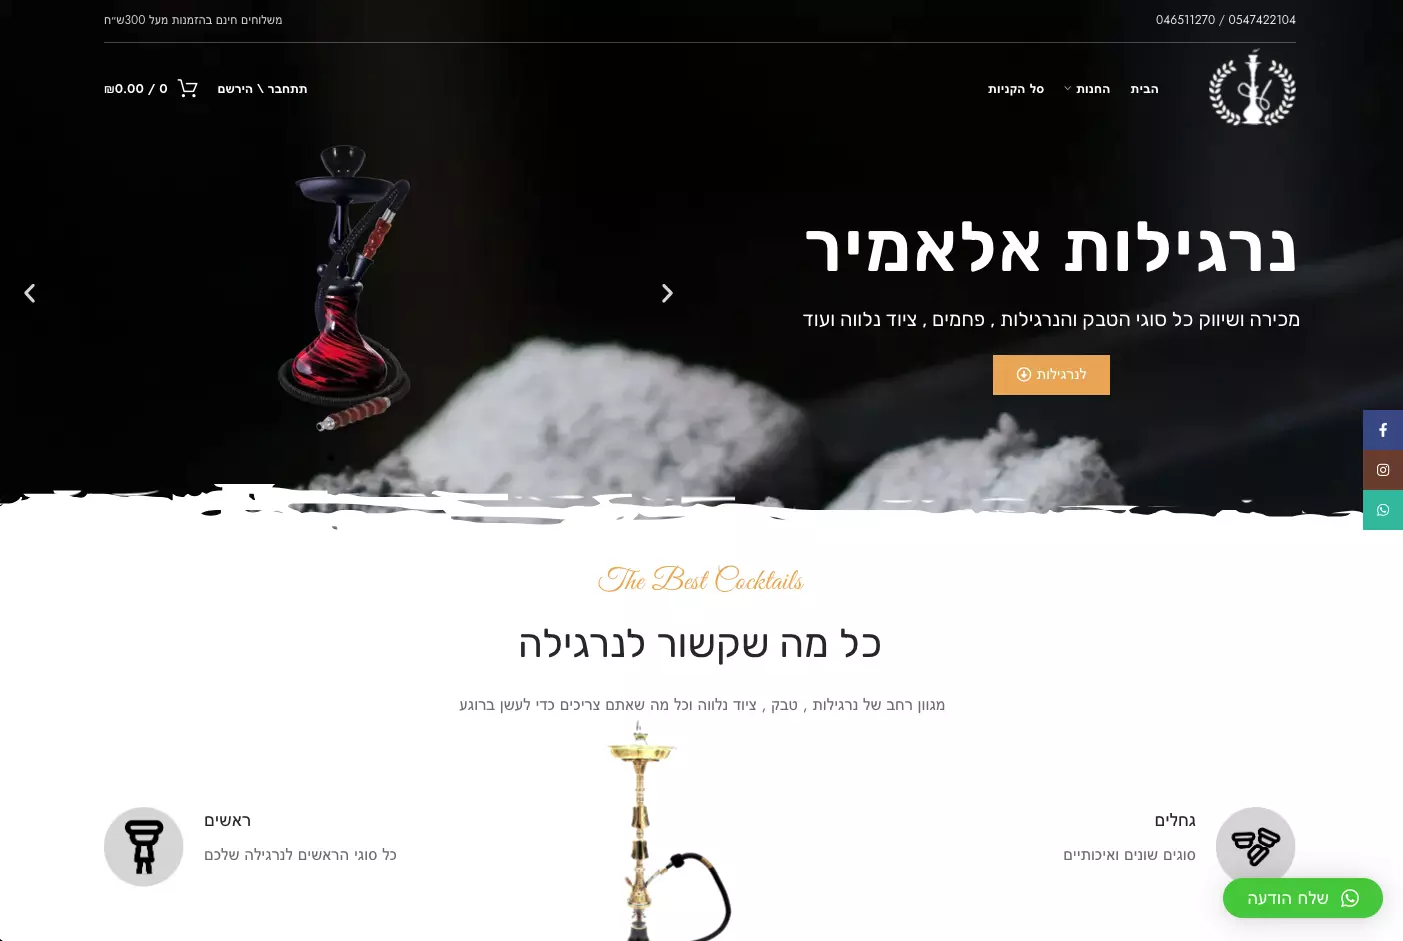 0547422104 / 046511270
משלוחים חינם בהזמנות מעל 300ש״ח
הבית
החנות
סל הקניות
תתחבר \ הירשם
0 / 0.00₪
נרגילות אלאמיר
מכירה ושיווק כל סוגי הטבק והנרגילות , פחמים , ציוד נלווה ועוד
לנרגילות
The Best Cocktails
כל מה שקשור לנרגילה
מגוון רחב של נרגילות , טבק , ציוד נלווה וכל מה שאתם צריכים כדי לעשן ברוגע
גחלים
סוגים שונים ואיכותיים
ראשים
כל סוגי הראשים לנרגילה שלכם
שלח הודעה